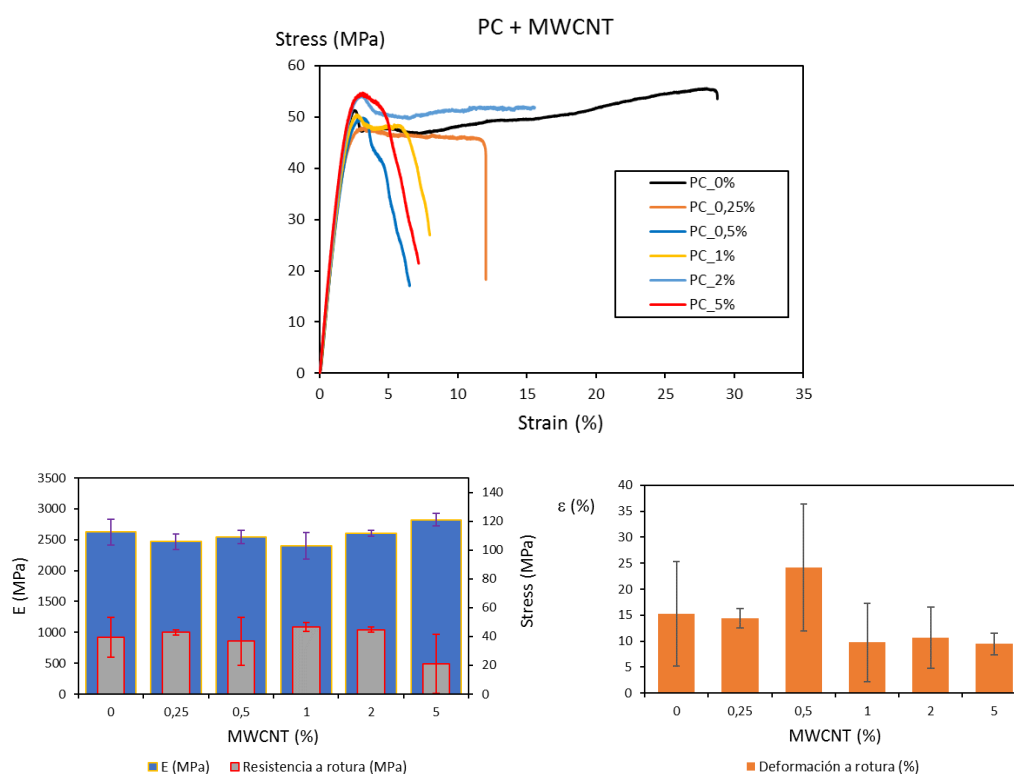 PC + MWCNT
Stress (MPa)
60
50
40
30
20
10
0
0 5 10 15 20 25 30 35
Strain (%)
PC_0%
PC_0,25%
PC_0,5%
PC_1%
PC_2%
PC_5%
3500
3000
2500
2000
1500
1000
500
0
E (MPa)
140
120
100
80
60
40
20
0
Stress (MPa)
0 0,25 0,5 1 2 5
MWCNT (%)
E (MPa) Resistencia a rotura (MPa)
ε (%)
40
35
30
25
20
15
10
5
0
0 0,25 0,5 1 2 5
MWCNT (%)
Deformación a rotura (%)